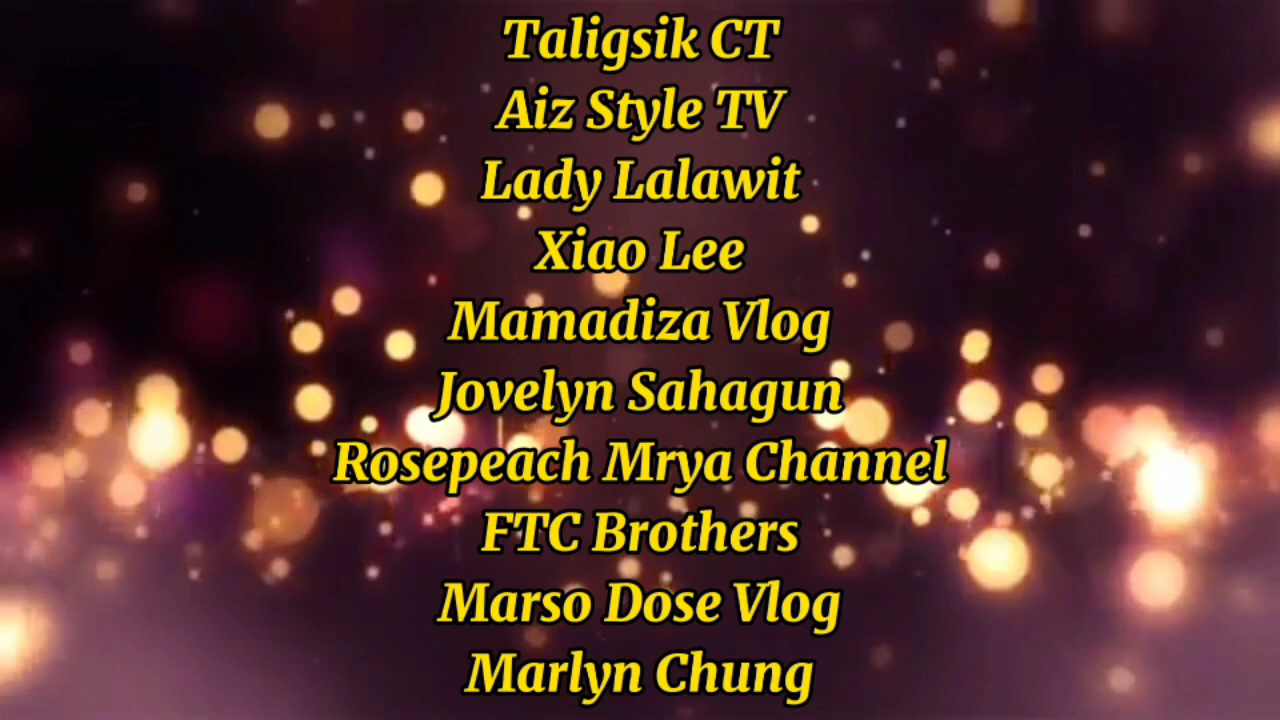 Taligsik CT
Aiz Style TV
Lady Lalawit
Xiao Lee
Mamadiza Vlog
Jovelyn Sahagun
Rosepeach Mrya Channel
FTC Brothers
Marso Dose Vlog
Marlyn Chung